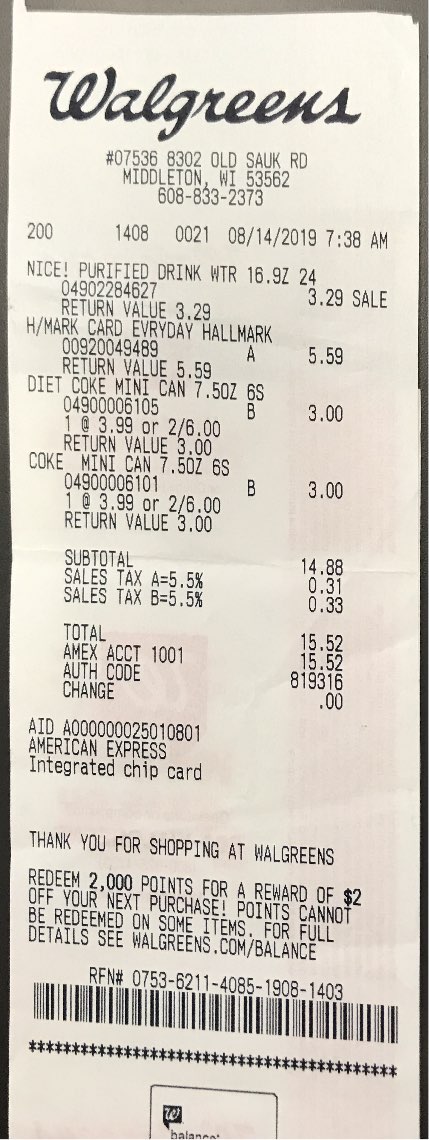 Walgreens
#07536 8302 OLD SAUK RD
MIDDLETON, WI 53562
608-833-2373
200 1408 0021 08/14/2019 7:38 AM
NICE! PURIFIED DRINK WTR 16.9Z 24
04902284627 3.29 SALE
RETURN VALUE 3.29
H/MARK CARD EVRYDAY HALLMARK
00920049489 A 5.59
RETURN VALUE 5.59
DIET COKE MINI CAN 7.5OZ 6S
04900006105 B 3.00
1 @ 3.99 or 2/6.00
RETURN VALUE 3.00
COKE MINI CAN 7.5OZ 6S
04900006101 B 3.00
1 @ 3.99 or 2/6.00
RETURN VALUE 3.00
SUBTOTAL 14.88
SALES TAX A=5.5% 0.31
SALES TAX B=5.5% 0.33
TOTAL 15.52
AMEX ACCT 1001 15.52
AUTH CODE 819316
CHANGE .00
AID A000000025010801
AMERICAN EXPRESS
Integrated chip card
THANK YOU FOR SHOPPING AT WALGREENS
REDEEM 2,000 POINTS FOR A REWARD OF $2
OFF YOUR NEXT PURCHASE! POINTS CANNOT
BE REDEEMED ON SOME ITEMS. FOR FULL
DETAILS SEE WALGREENS.COM/BALANCE
RFN# 0753-6211-4085-1908-1403
****************************************
W
balance